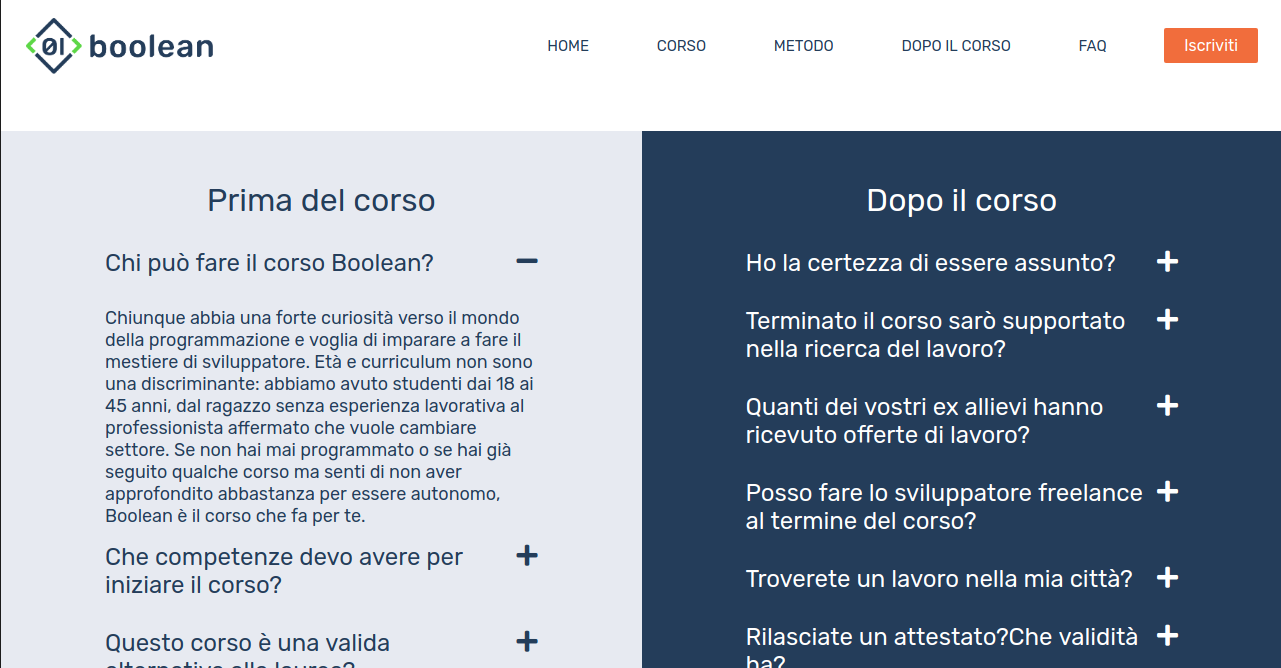 01 boolean
HOME CORSO METODO DOPO IL CORSO FAQ Iscriviti
Prima del corso
Chi può fare il corso Boolean?
Chiunque abbia una forte curiosità verso il mondo
della programmazione e voglia di imparare a fare il
mestiere di sviluppatore. Età e curriculum non sono
una discriminante: abbiamo avuto studenti dai 18 ai
45 anni, dal ragazzo senza esperienza lavorativa al
professionista affermato che vuole cambiare
settore. Se non hai mai programmato o se hai già
seguito qualche corso ma senti di non aver
approfondito abbastanza per essere autonomo,
Boolean è il corso che fa per te.
Che competenze devo avere per
iniziare il corso?
Questo corso è una valida
alternativa alla laurea?
Dopo il corso
Ho la certezza di essere assunto?
Terminato il corso sarò supportato
nella ricerca del lavoro?
Quanti dei vostri ex allievi hanno
ricevuto offerte di lavoro?
Posso fare lo sviluppatore freelance
al termine del corso?
Troverete un lavoro nella mia città?
Rilasciate un attestato?Che validità
ha?